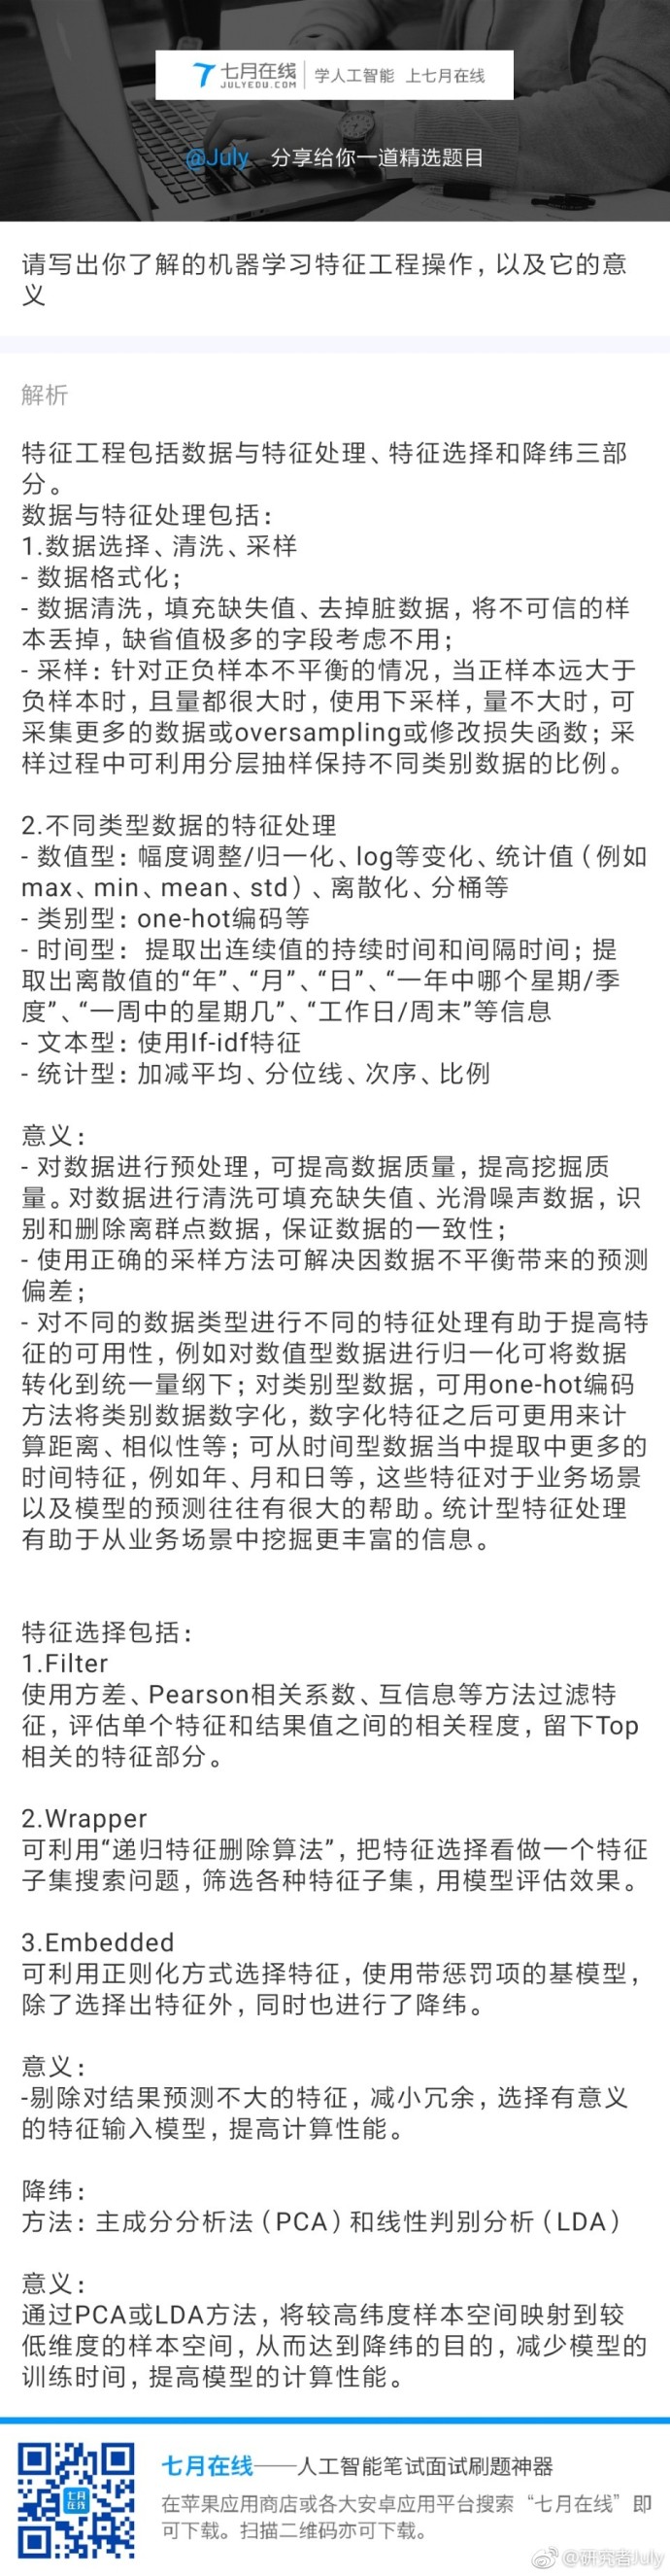 七月在线
JULYEDU.COM
学人工智能 上七月在线
@July 分享给你一道精选题目
请写出你了解的机器学习特征工程操作，以及它的意
义
解析
特征工程包括数据与特征处理、特征选择和降纬三部
分。
数据与特征处理包括：
1.数据选择、清洗、采样
- 数据格式化；
- 数据清洗，填充缺失值、去掉脏数据，将不可信的样
本丢掉，缺省值极多的字段考虑不用；
- 采样：针对正负样本不平衡的情况，当正样本远大于
负样本时，且量都很大时，使用下采样，量不大时，可
采集更多的数据或oversampling或修改损失函数；采
样过程中可利用分层抽样保持不同类别数据的比例。
2.不同类型数据的特征处理
- 数值型：幅度调整/归一化、log等变化、统计值（例如
max、min、mean、std）、离散化、分桶等
- 类别型：one-hot编码等
- 时间型： 提取出连续值的持续时间和间隔时间；提
取出离散值的“年”、“月”、“日”、“一年中哪个星期/季
度”、“一周中的星期几”、“工作日/周末”等信息
- 文本型：使用If-idf特征
- 统计型：加减平均、分位线、次序、比例
意义：
- 对数据进行预处理，可提高数据质量，提高挖掘质
量。对数据进行清洗可填充缺失值、光滑噪声数据，识
别和删除离群点数据，保证数据的一致性；
- 使用正确的采样方法可解决因数据不平衡带来的预测
偏差；
- 对不同的数据类型进行不同的特征处理有助于提高特
征的可用性，例如对数值型数据进行归一化可将数据
转化到统一量纲下；对类别型数据，可用one-hot编码
方法将类别数据数字化，数字化特征之后可更用来计
算距离、相似性等；可从时间型数据当中提取中更多的
时间特征，例如年、月和日等，这些特征对于业务场景
以及模型的预测往往有很大的帮助。统计型特征处理
有助于从业务场景中挖掘更丰富的信息。
特征选择包括：
1.Filter
使用方差、Pearson相关系数、互信息等方法过滤特
征，评估单个特征和结果值之间的相关程度，留下Top
相关的特征部分。
2.Wrapper
可利用“递归特征删除算法”，把特征选择看做一个特征
子集搜索问题，筛选各种特征子集，用模型评估效果。
3.Embedded
可利用正则化方式选择特征，使用带惩罚项的基模型，
除了选择出特征外，同时也进行了降纬。
意义：
-剔除对结果预测不大的特征，减小冗余，选择有意义
的特征输入模型，提高计算性能。
降纬：
方法：主成分分析法（PCA）和线性判别分析（LDA）
意义：
通过PCA或LDA方法，将较高纬度样本空间映射到较
低维度的样本空间，从而达到降纬的目的，减少模型的
训练时间，提高模型的计算性能。
七月
在线
七月在线——人工智能笔试面试刷题神器
在苹果应用商店或各大安卓应用平台搜索“七月在线”即
可下载。扫描二维码亦可下载。
@研究者July